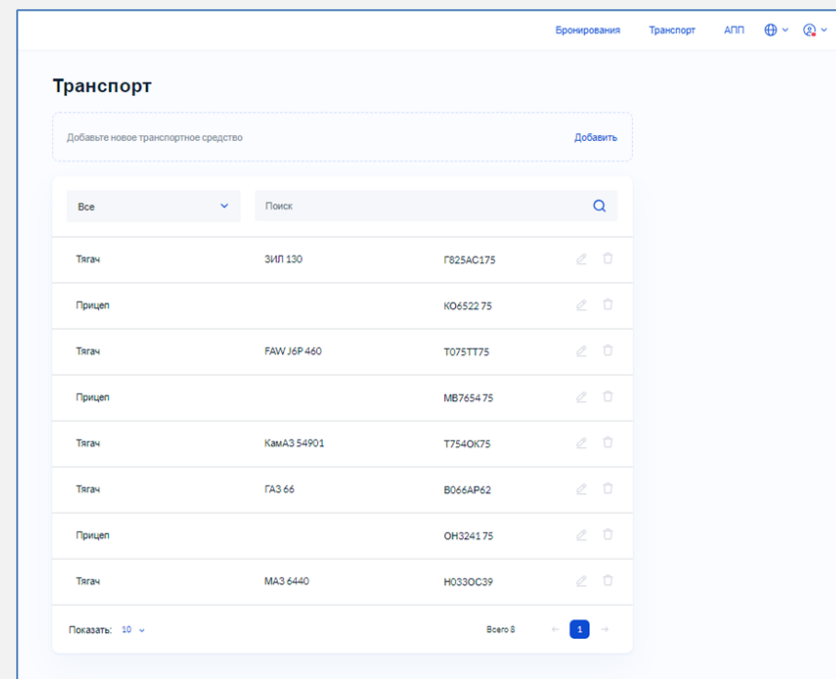 Бронирования Транспорт АПП
Транспорт
Добавьте новое транспортное средство Добавить
Все Поиск
Тягач ЗИЛ 130 Г825АС175
Прицеп КО6522 75
Тягач FAW J6P 460 Т075ТТ75
Прицеп МВ7654 75
Тягач КамАЗ 54901 Т754ОК75
Тягач ГАЗ 66 В066АР62
Прицеп ОН3241 75
Тягач МАЗ 6440 Н033ОС39
Показать: 10 Всего 8 1